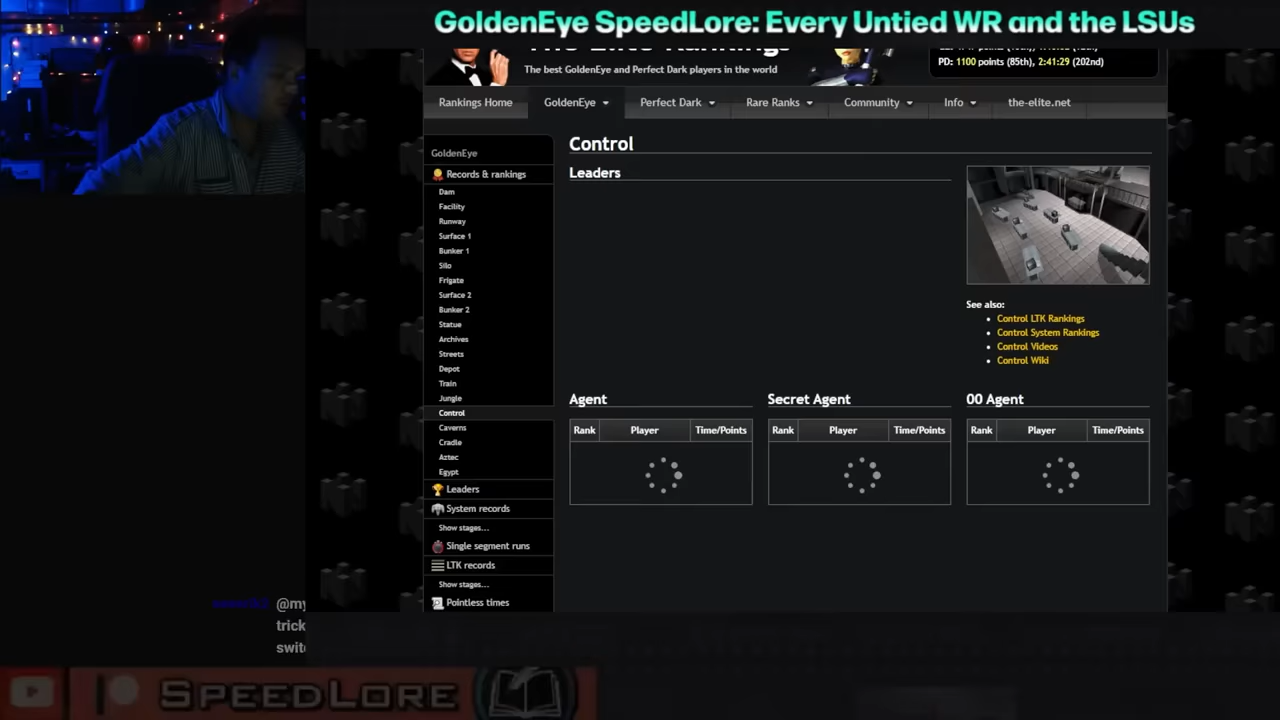 GoldenEye SpeedLore: Every Untied WR and the LSUs
The Elite Rankings
The best GoldenEye and Perfect Dark players in the world
PD: 1100 points (85th), 2:41:29 (202nd)
Rankings Home
GoldenEye
Perfect Dark
Rare Ranks
Community
Info
the-elite.net
GoldenEye
Records & rankings
Dam
Facility
Runway
Surface 1
Bunker 1
Silo
Frigate
Surface 2
Bunker 2
Statue
Archives
Streets
Depot
Train
Jungle
Control
Caverns
Cradle
Aztec
Egypt
Leaders
System records
Show stages...
Single segment runs
LTK records
Show stages...
Pointless times
Control
Leaders
See also:
Control LTK Rankings
Control System Rankings
Control Videos
Control Wiki
Agent
Rank Player Time/Points
Secret Agent
Rank Player Time/Points
00 Agent
Rank Player Time/Points
@my
trick
swit
SPEEDLORE